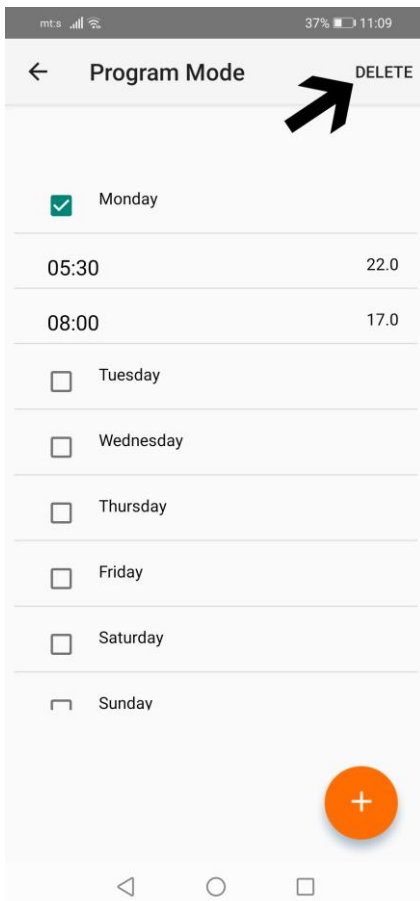 mt:s 37% 11:09
Program Mode DELETE
Monday
05:30 22.0
08:00 17.0
Tuesday
Wednesday
Thursday
Friday
Saturday
Sunday
+